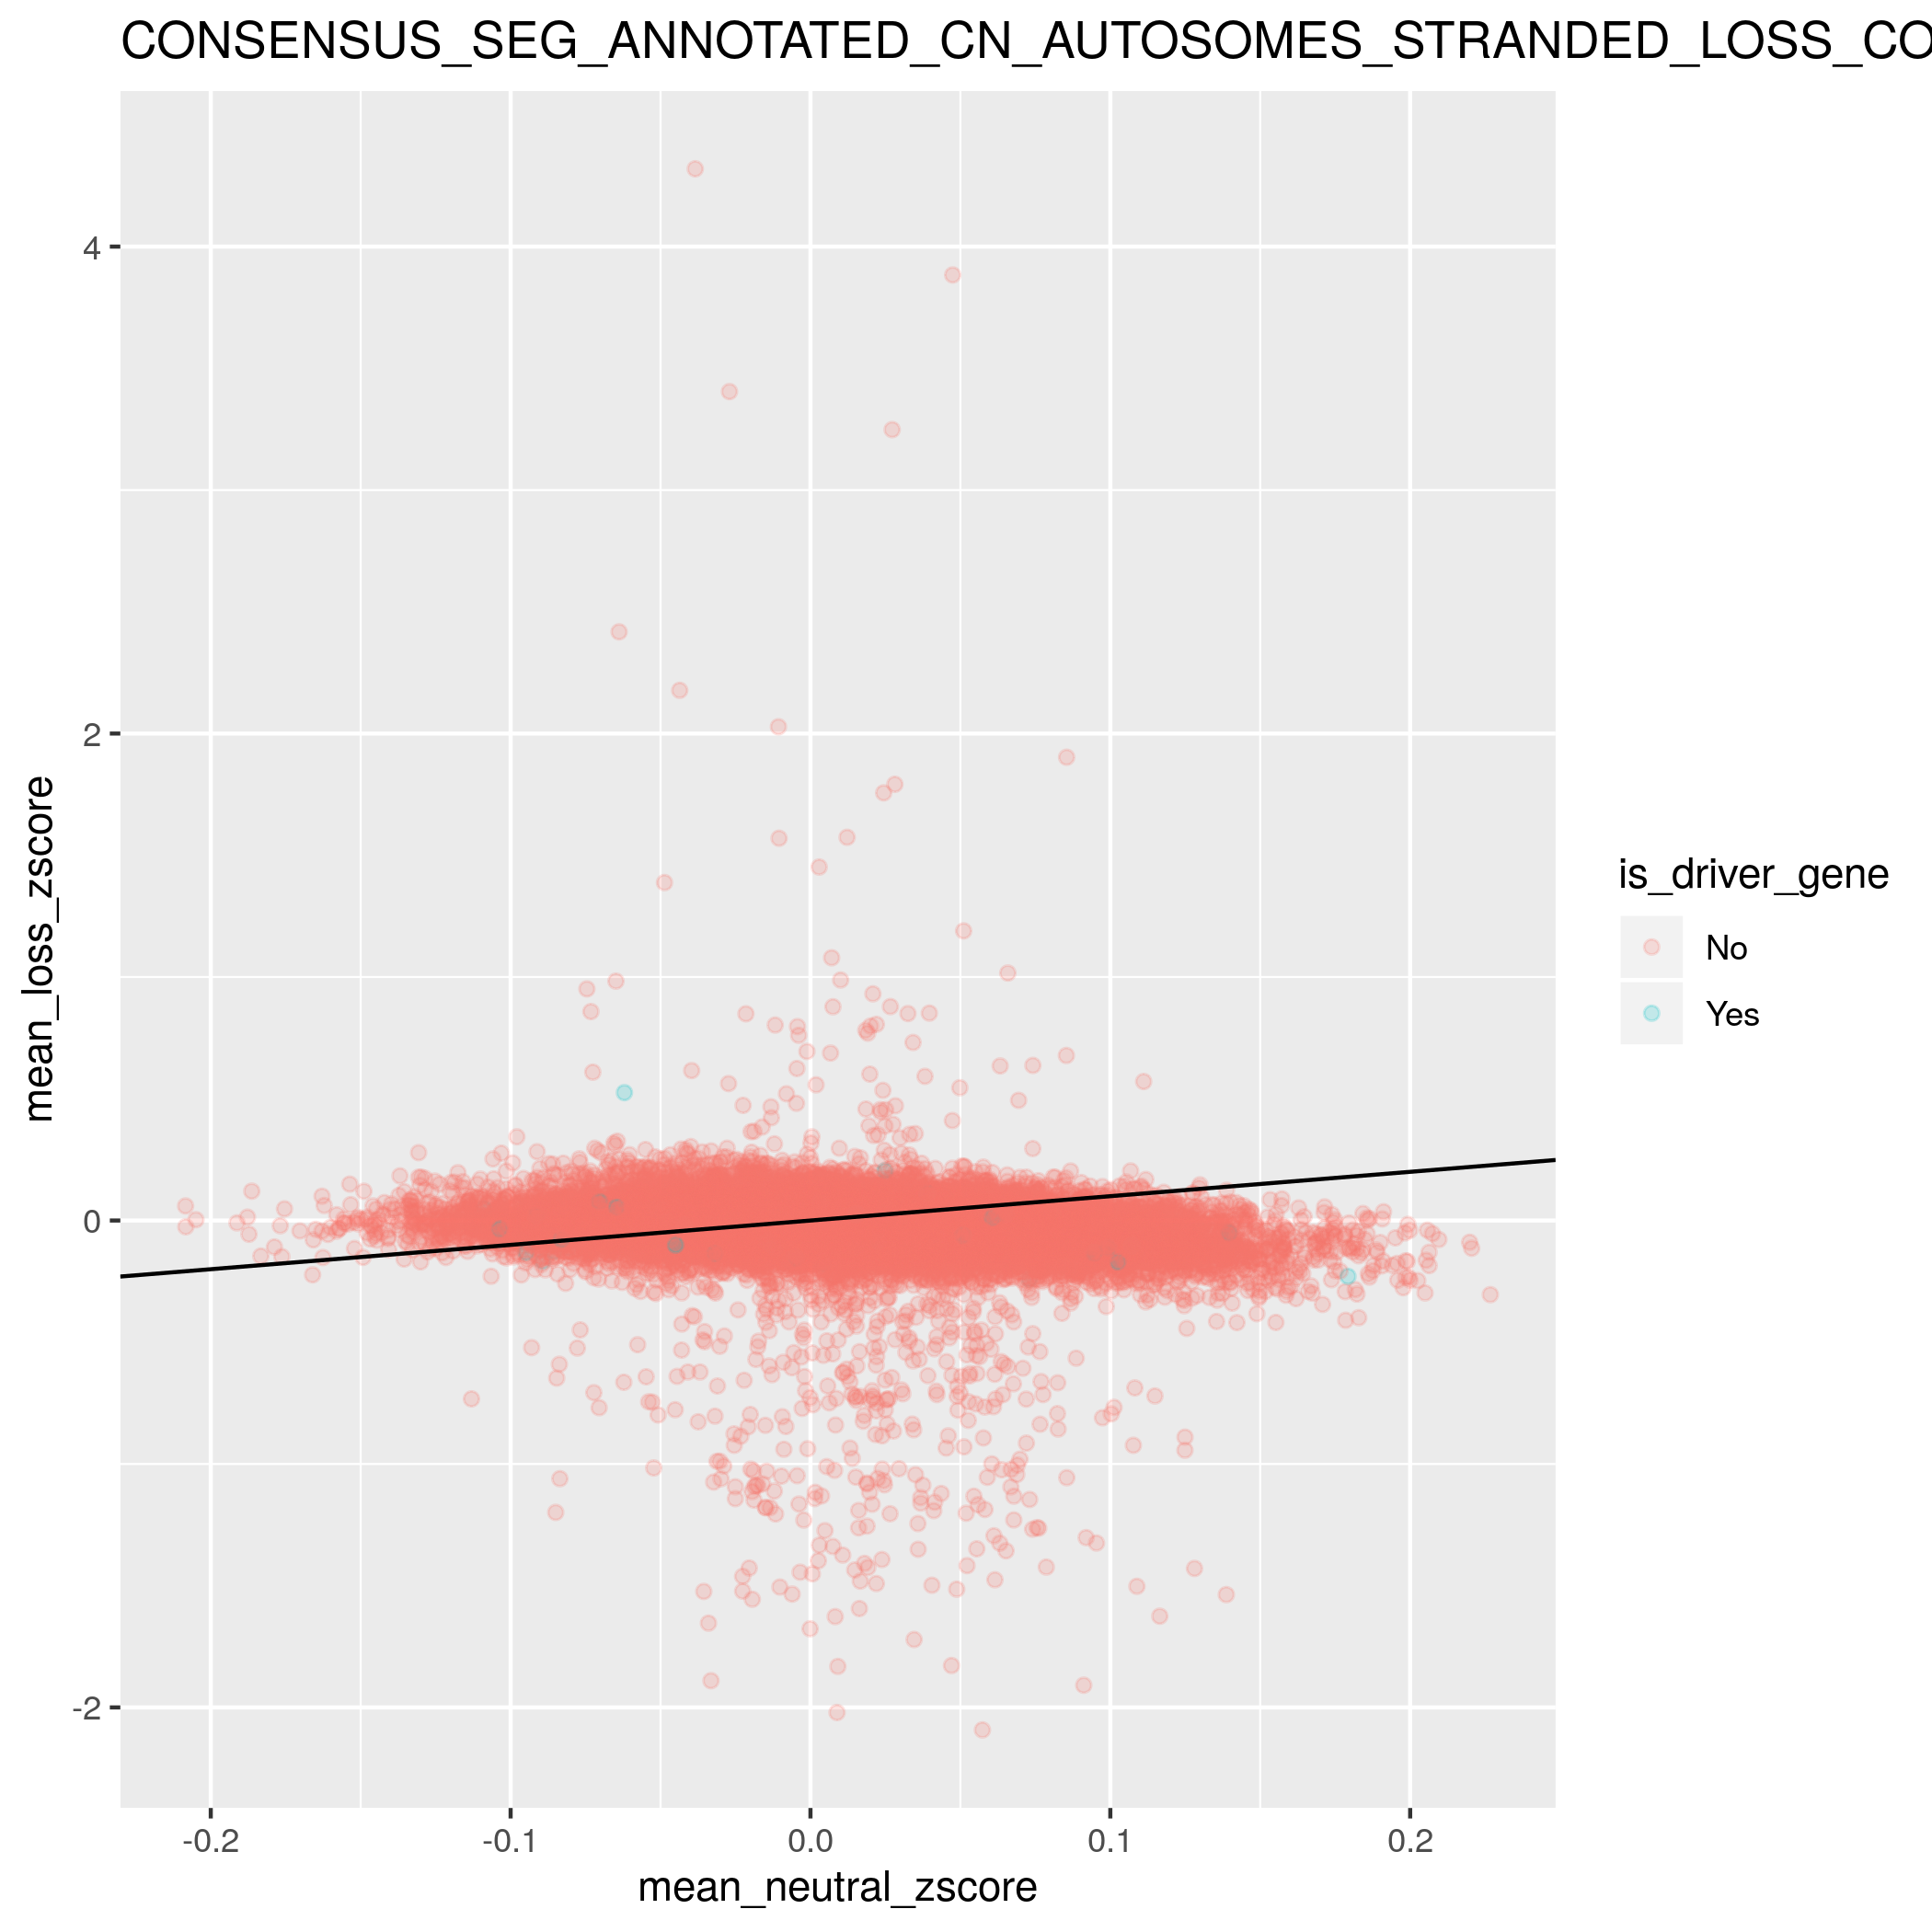 CONSENSUS_SEG_ANNOTATED_CN_AUTOSOMES_STRANDED_LOSS_CO
4
2
0
-2
mean_loss_zscore
-0.2
-0.1
0.0
0.1
0.2
mean_neutral_zscore
is_driver_gene
No
Yes